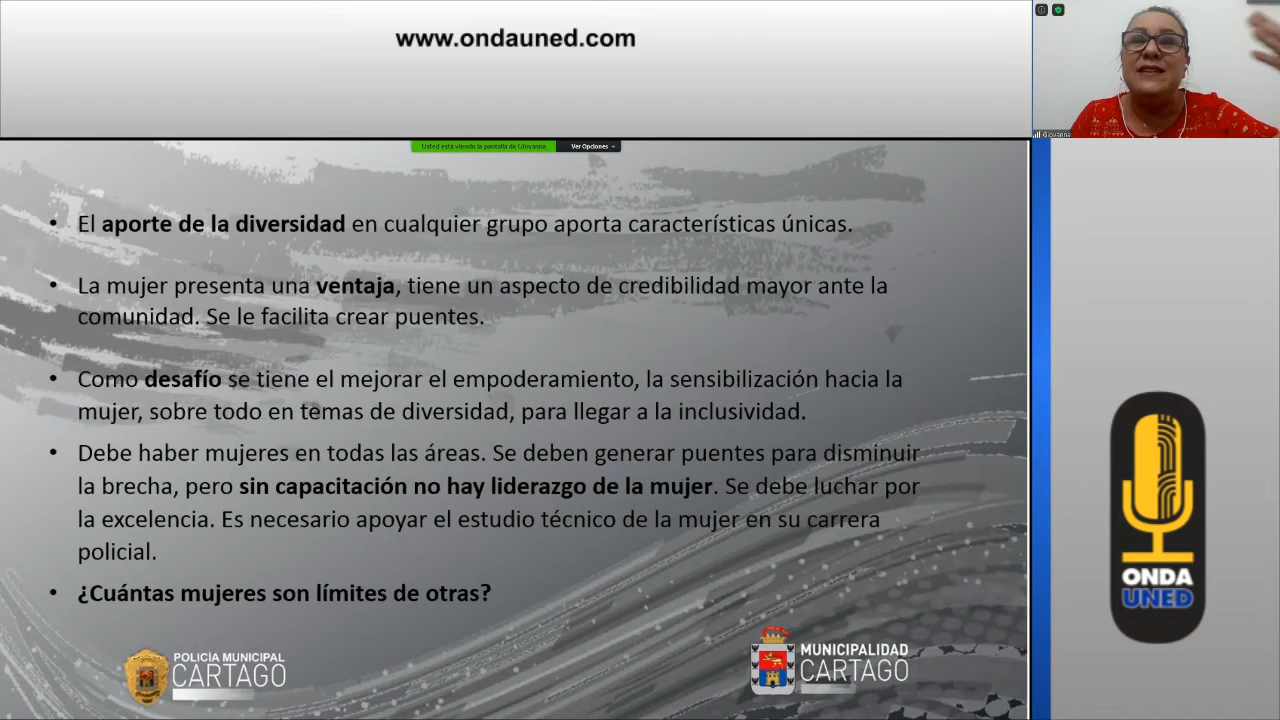 www.ondauned.com
Giovanna
Usted está viendo la pantalla de Giovanna
Ver Opciones
• El aporte de la diversidad en cualquier grupo aporta características únicas.
• La mujer presenta una ventaja, tiene un aspecto de credibilidad mayor ante la
comunidad. Se le facilita crear puentes.
• Como desafío se tiene el mejorar el empoderamiento, la sensibilización hacia la
mujer, sobre todo en temas de diversidad, para llegar a la inclusividad.
• Debe haber mujeres en todas las áreas. Se deben generar puentes para disminuir
la brecha, pero sin capacitación no hay liderazgo de la mujer. Se debe luchar por
la excelencia. Es necesario apoyar el estudio técnico de la mujer en su carrera
policial.
• ¿Cuántas mujeres son límites de otras?
POLICÍA MUNICIPAL
CARTAGO
MUNICIPALIDAD
CARTAGO
ONDA
UNED